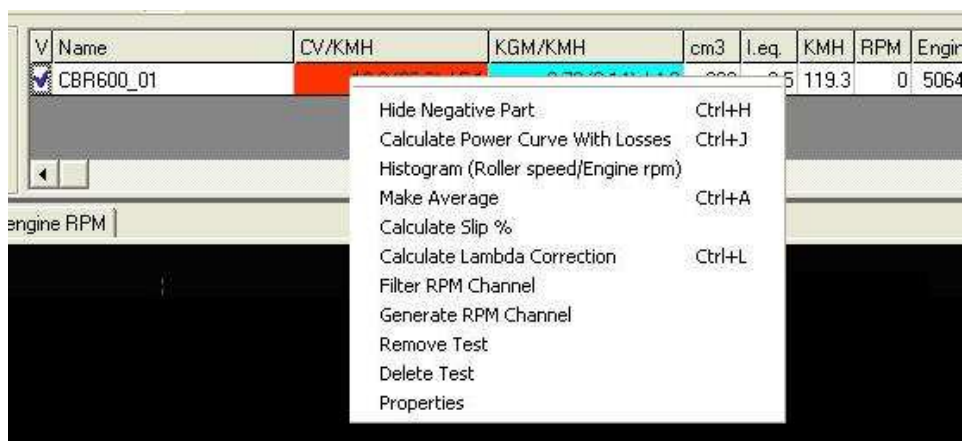 V Name CV/KMH KGM/KMH cm3 I.eq. KMH RPM
CBR600_01 119.3 0 5064
Hide Negative Part Ctrl+H
Calculate Power Curve With Losses Ctrl+J
Histogram (Roller speed/Engine rpm)
Make Average Ctrl+A
Calculate Slip %
engine RPM
Calculate Lambda Correction Ctrl+L
Filter RPM Channel
Generate RPM Channel
Remove Test
Delete Test
Properties